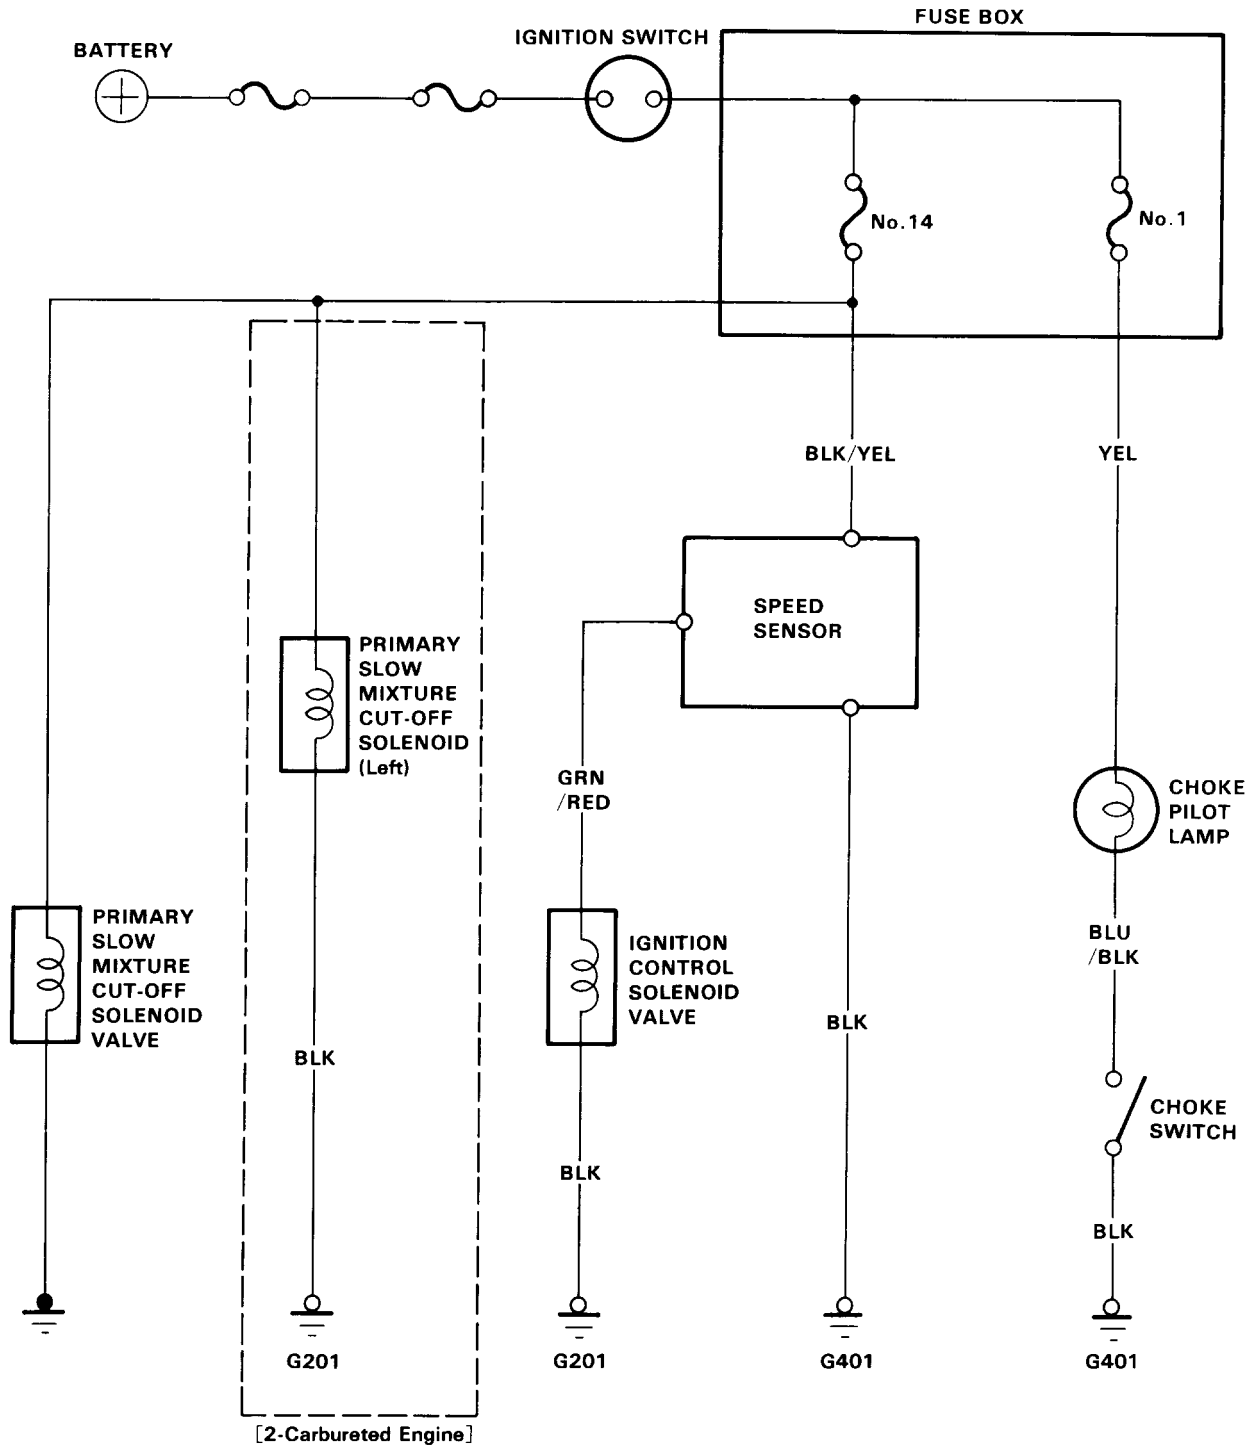 FUSE BOX
IGNITION SWITCH
BATTERY
No.14
No.1
BLK/YEL
YEL
SPEED
SENSOR
PRIMARY
SLOW
MIXTURE
CUT-OFF
SOLENOID
(Left)
GRN
/RED
CHOKE
PILOT
LAMP
PRIMARY
SLOW
MIXTURE
CUT-OFF
SOLENOID
VALVE
IGNITION
CONTROL
SOLENOID
VALVE
BLU
/BLK
BLK
BLK
CHOKE
SWITCH
BLK
BLK
G201
G201
G401
G401
[2-Carbureted Engine]